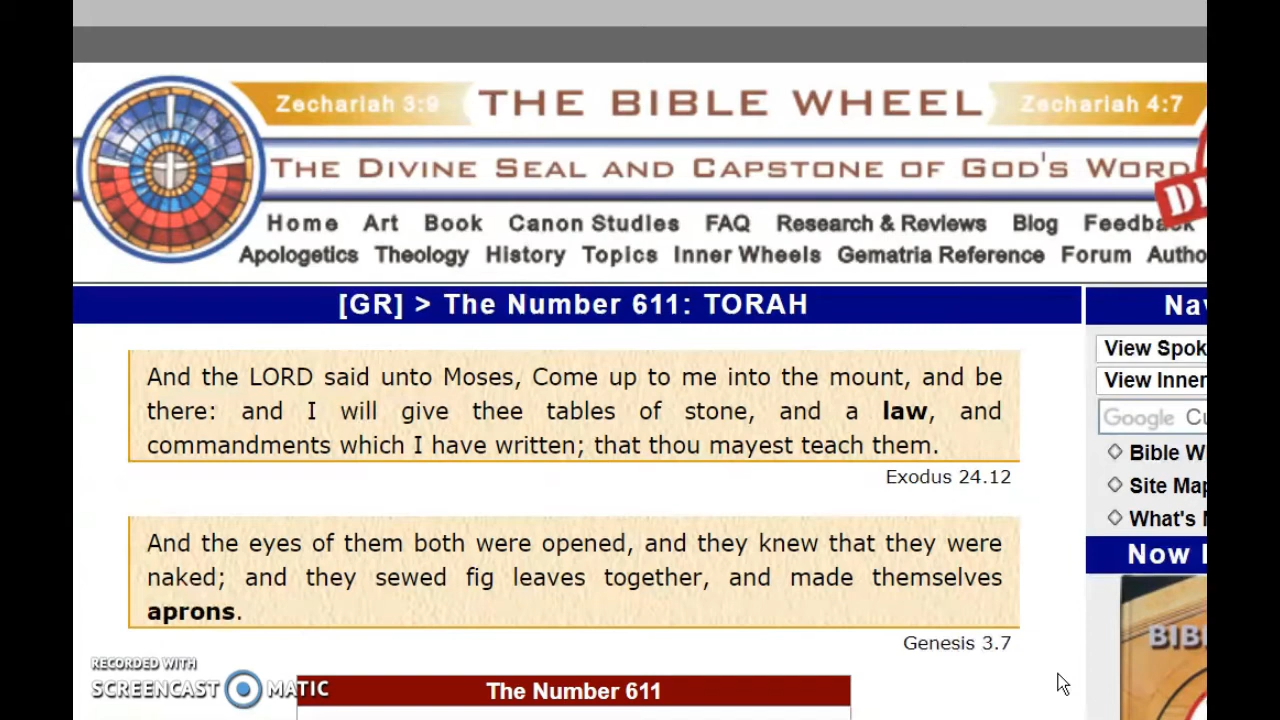 Zechariah 3:9 THE BIBLE WHEEL Zechariah 4:7
THE DIVINE SEAL AND CAPSTONE OF GOD'S WORD
Home Art Book Canon Studies FAQ Research & Reviews Blog Feedback
Apologetics Theology History Topics Inner Wheels Gematria Reference Forum
[GR] > The Number 611: TORAH
And the LORD said unto Moses, Come up to me into the mount, and be
there: and I will give thee tables of stone, and a law, and
commandments which I have written; that thou mayest teach them.
Exodus 24.12
And the eyes of them both were opened, and they knew that they were
naked; and they sewed fig leaves together, and made themselves
aprons.
Genesis 3.7
The Number 611
View
View Inner
Google
Bible
Site Map
What's
Now
RECORDED WITH
SCREENCAST MATIC